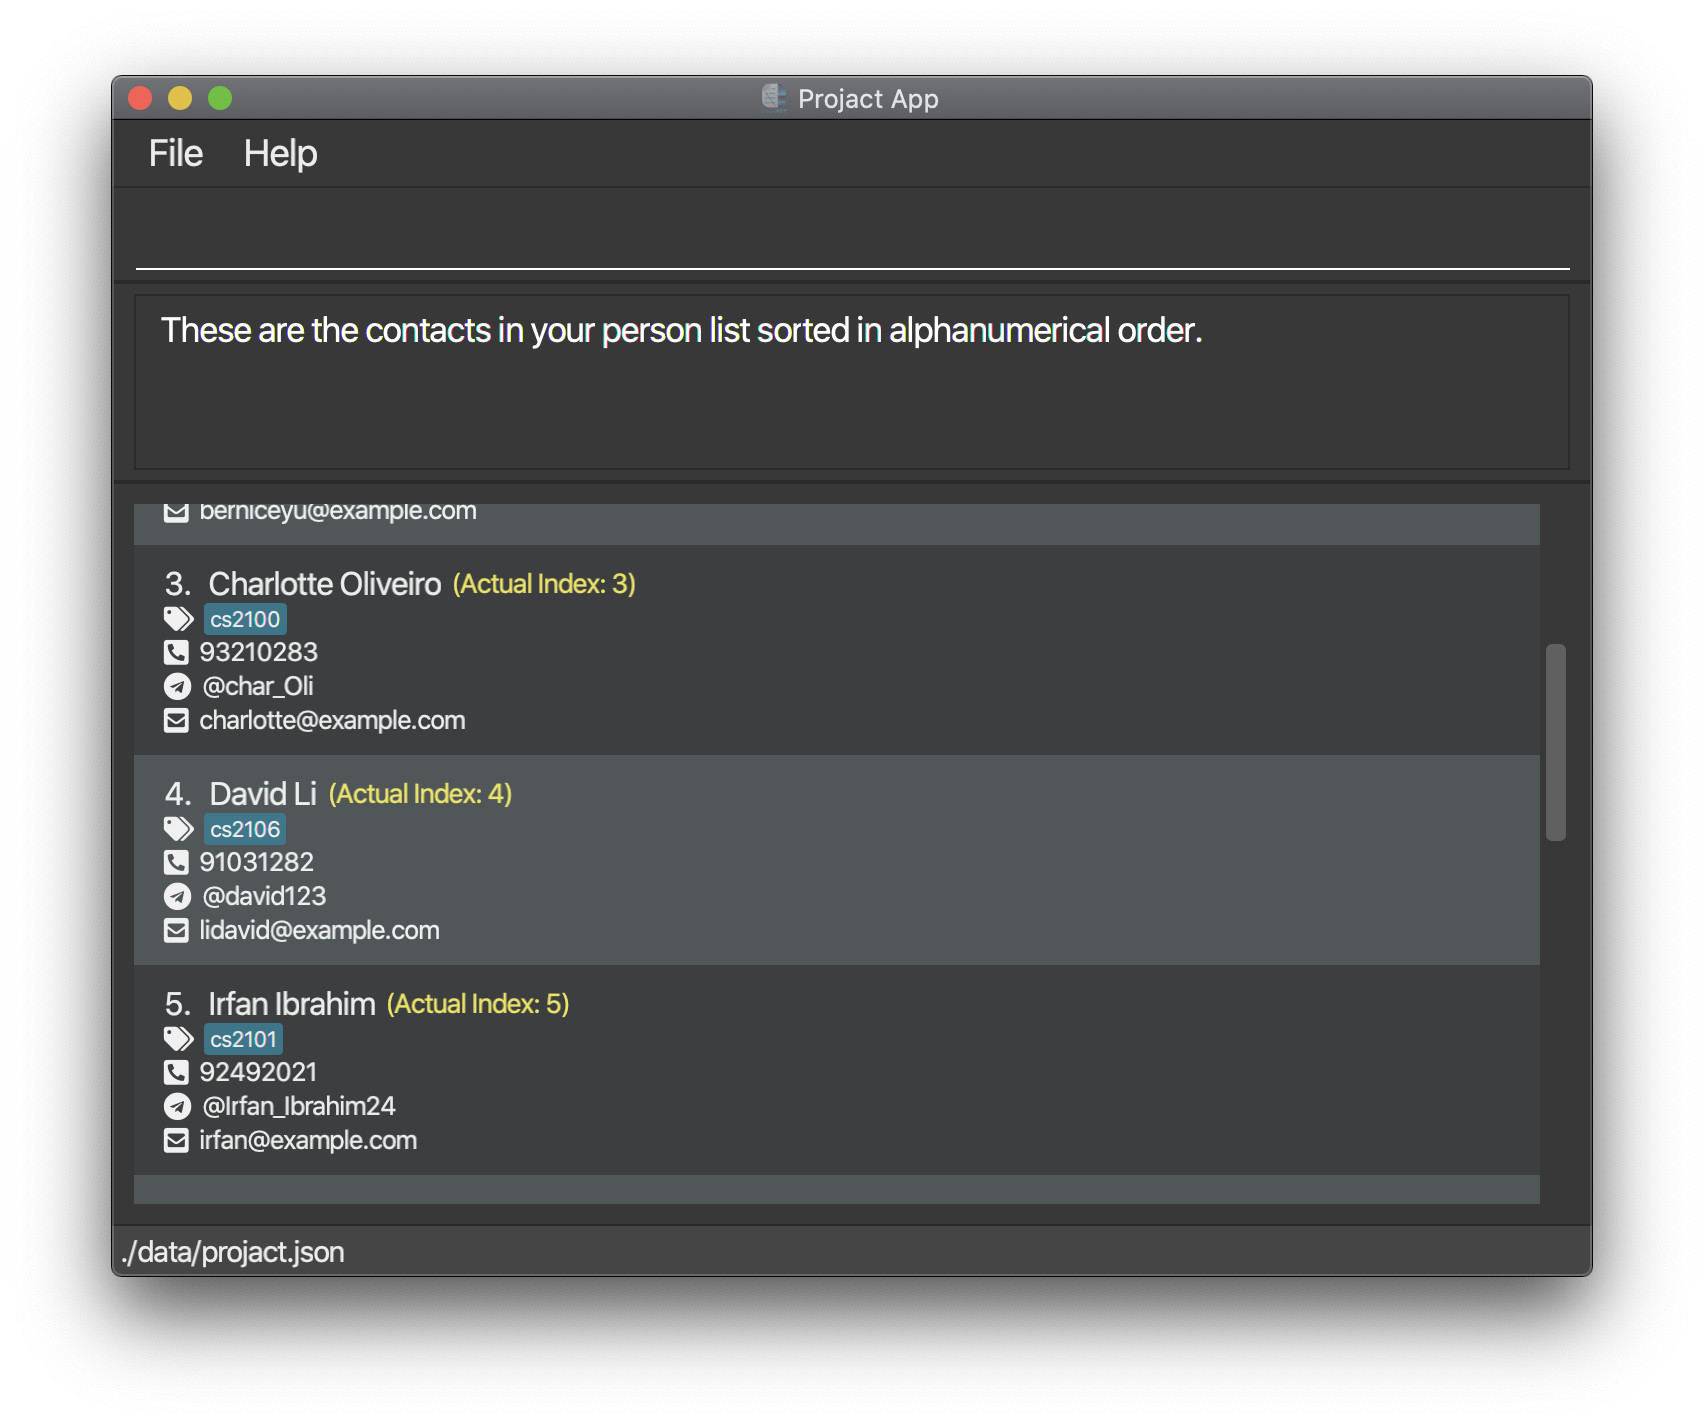 Projact App
File Help
These are the contacts in your person list sorted in alphanumerical order.
berniceyu@example.com
3. Charlotte Oliveiro (Actual Index: 3)
cs2100
93210283
@char_Oli
charlotte@example.com
4. David Li (Actual Index: 4)
cs2106
91031282
@david123
lidavid@example.com
5. Irfan Ibrahim (Actual Index: 5)
cs2101
92492021
@Irfan_Ibrahim24
irfan@example.com
./data/projact.json